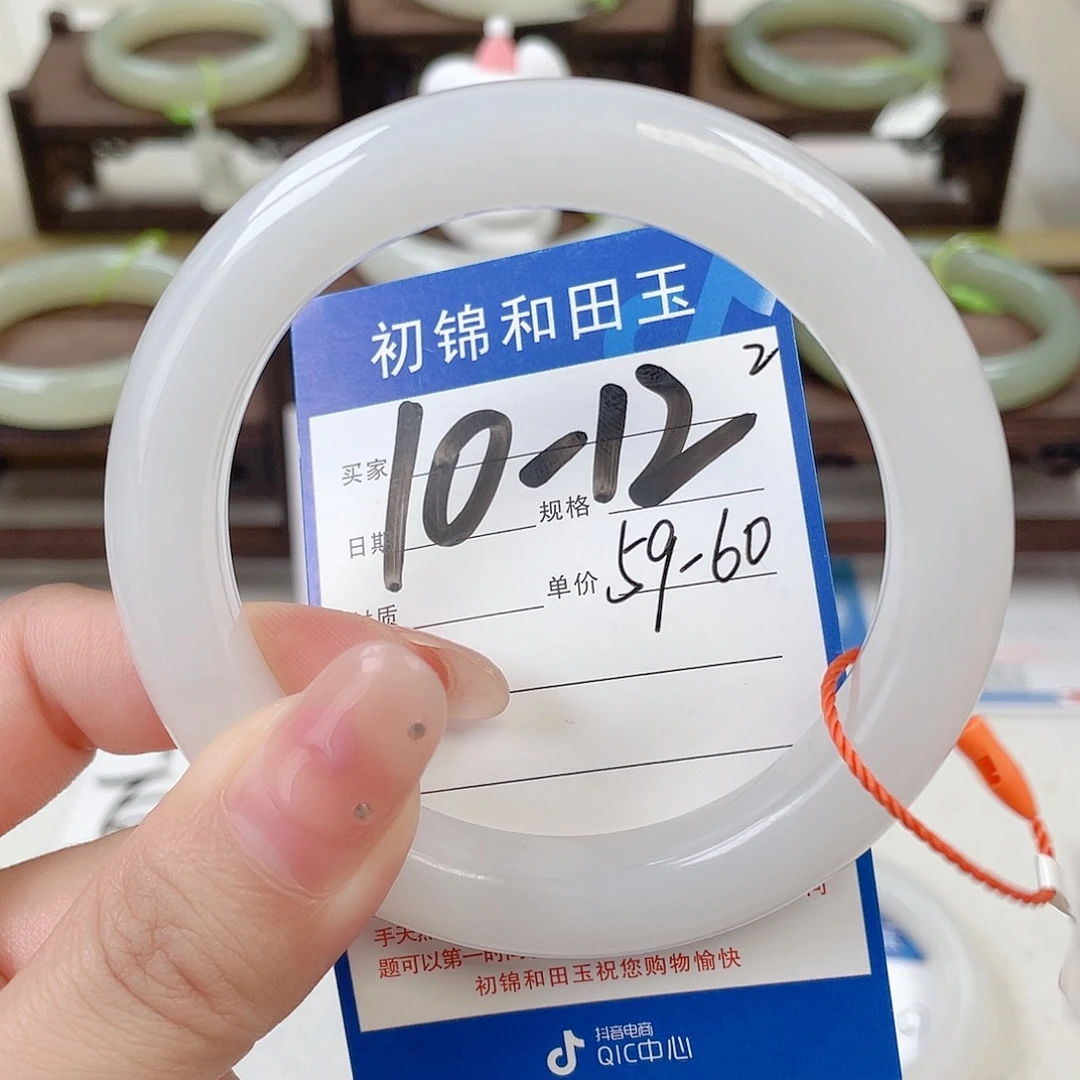 初锦和田玉
2
10-12
买家
日期
规格
59-60
单价
质
题可以第一时间
初锦和田玉祝您购物愉快
抖音电商
QIC中心